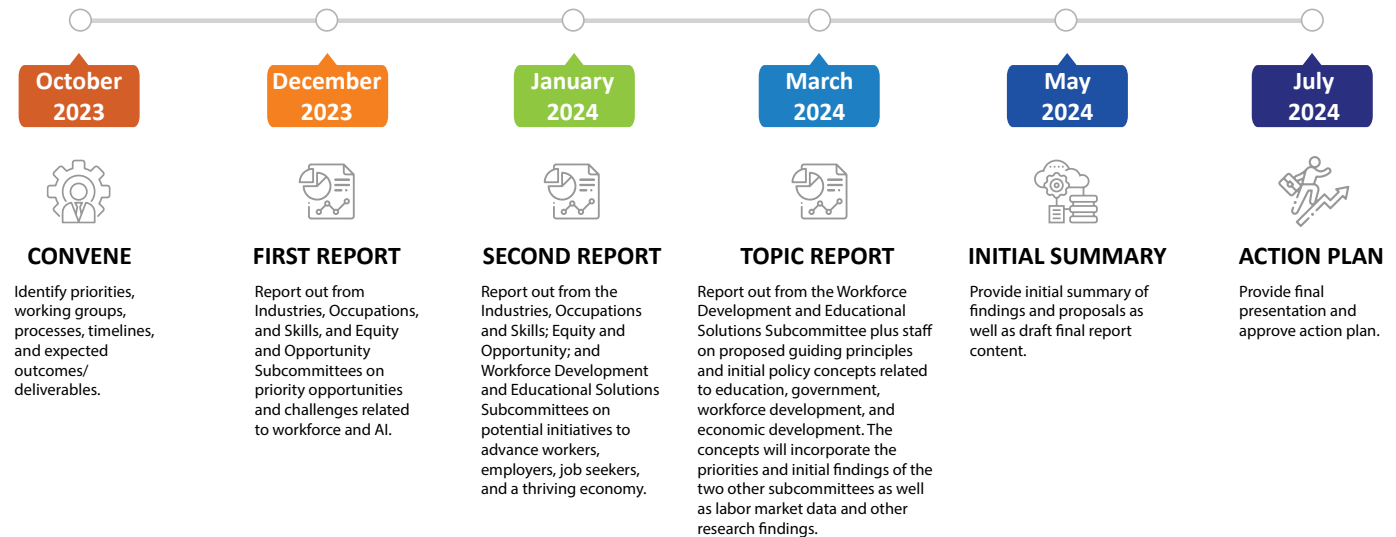 October
2023
December
2023
January
2024
March
2024
May
2024
July
2024
CONVENE
Identify priorities,
working groups,
processes, timelines,
and expected
outcomes/
deliverables.
FIRST REPORT
Report out from
Industries, Occupations,
and Skills, and Equity
and Opportunity
Subcommittees on
priority opportunities
and challenges related
to workforce and AI.
SECOND REPORT
Report out from the
Industries, Occupations
and Skills; Equity and
Opportunity; and
Workforce Development
and Educational Solutions
Subcommittees on
potential initiatives to
advance workers,
employers, job seekers,
and a thriving economy.
TOPIC REPORT
Report out from the Workforce
Development and Educational
Solutions Subcommittee plus staff
on proposed guiding principles
and initial policy concepts related
to education, government,
workforce development, and
economic development. The
concepts will incorporate the
priorities and initial findings of the
two other subcommittees as well
as labor market data and other
research findings.
INITIAL SUMMARY
Provide initial summary of
findings and proposals as
well as draft final report
content.
ACTION PLAN
Provide final
presentation and
approve action plan.